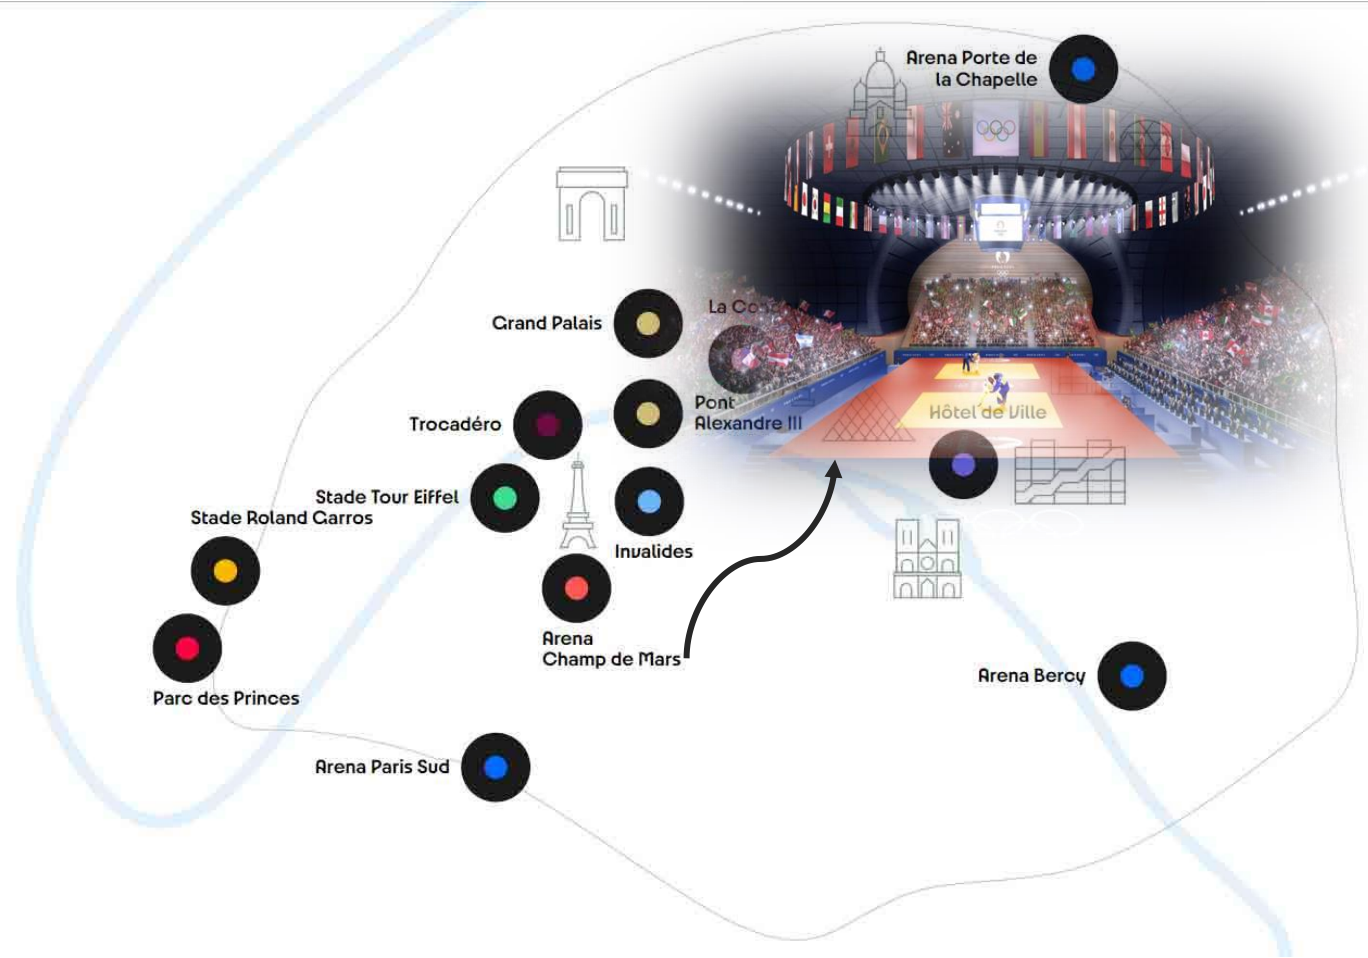 Arena Porte de
la Chapelle
Grand Palais
La
Trocadéro
Pont
Alexandre III
Hôtel de Ville
Stade Tour Eiffel
Stade Roland Garros
Invalides
Arena
Champ de Mars
Parc des Princes
Arena Bercy
Arena Paris Sud